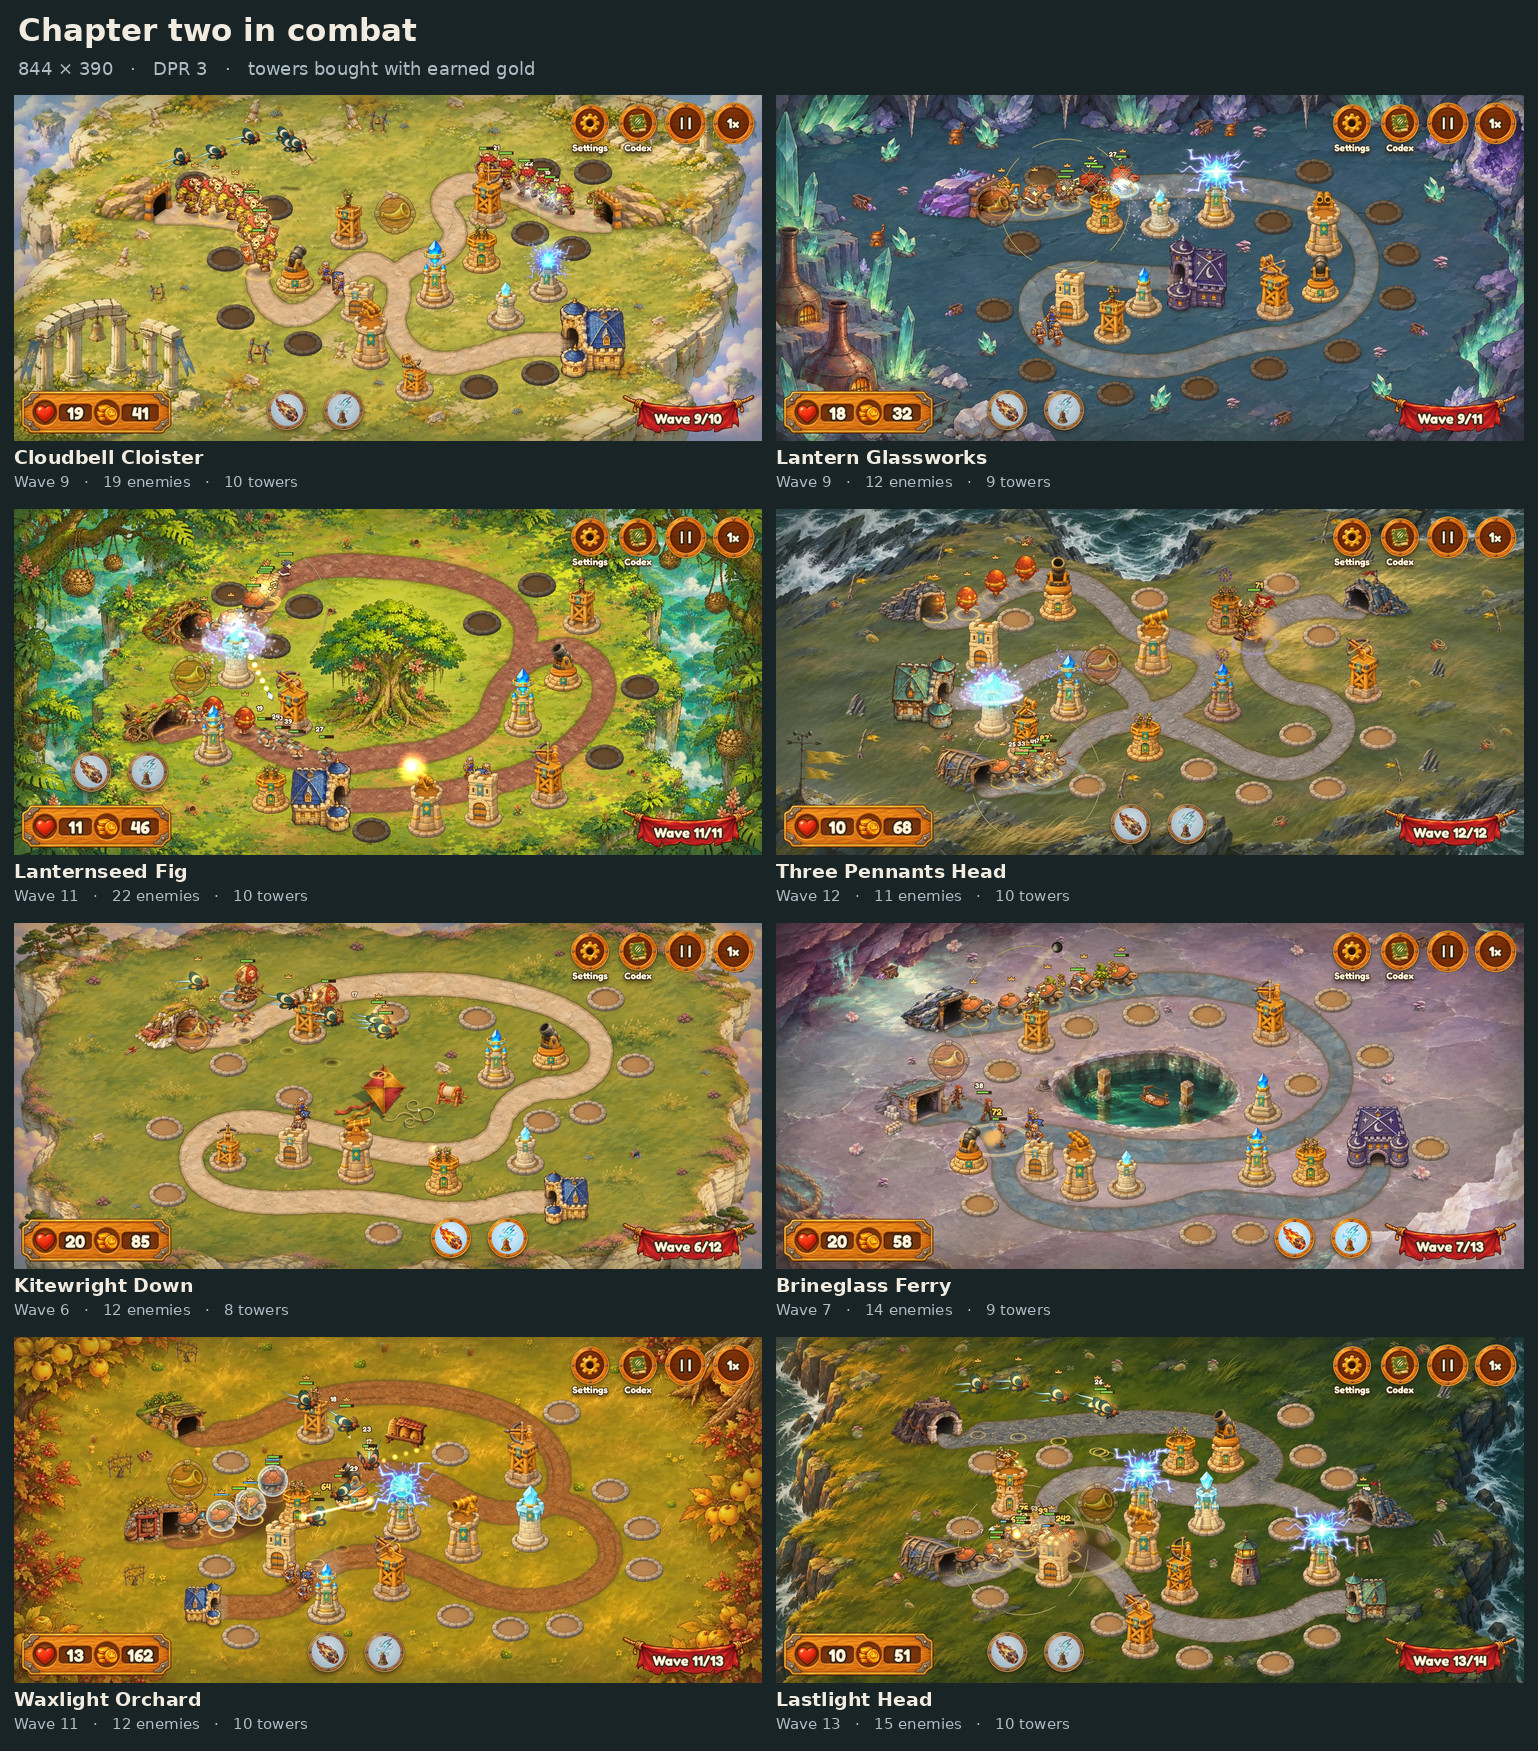 Chapter two in combat
844 × 390 · DPR 3 · towers bought with earned gold
Settings Codex 1x
19 41
Wave 9/10
Cloudbell Cloister
Wave 9 · 19 enemies · 10 towers
Settings Codex 1x
18 32
Wave 9/11
Lantern Glassworks
Wave 9 · 12 enemies · 9 towers
Settings Codex 1x
11 46
Wave 11/11
Lanternseed Fig
Wave 11 · 22 enemies · 10 towers
Settings Codex 1x
10 68
Wave 12/12
Three Pennants Head
Wave 12 · 11 enemies · 10 towers
Settings Codex 1x
20 85
Wave 6/12
Kitewright Down
Wave 6 · 12 enemies · 8 towers
Settings Codex 1x
20 58
Wave 7/13
Brineglass Ferry
Wave 7 · 14 enemies · 9 towers
Settings Codex 1x
13 162
Wave 11/13
Waxlight Orchard
Wave 11 · 12 enemies · 10 towers
Settings Codex 1x
10 51
Wave 13/14
Lastlight Head
Wave 13 · 15 enemies · 10 towers